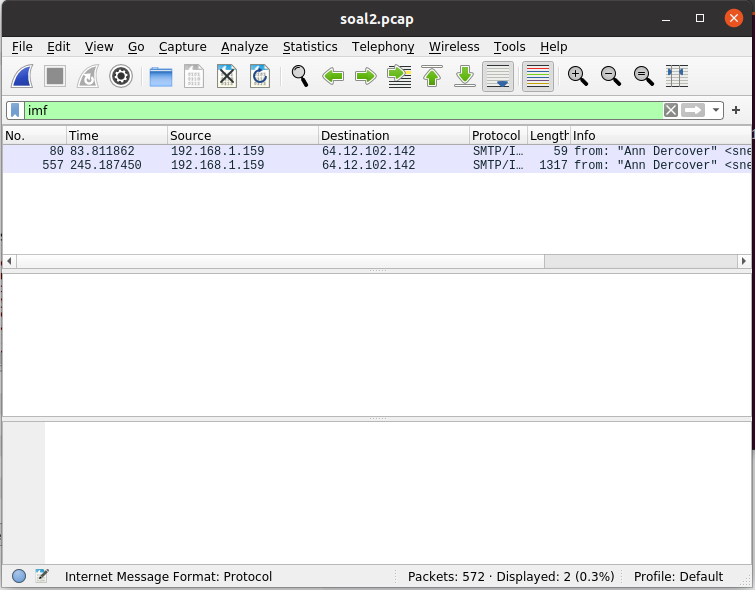 soal2.pcap
File Edit View Go Capture Analyze Statistics Telephony Wireless Tools Help
imf
No. Time Source Destination Protocol Length Info
80 83.811862 192.168.1.159 64.12.102.142 SMTP/I… 59 from: "Ann Dercover" <sne
557 245.187450 192.168.1.159 64.12.102.142 SMTP/I… 1317 from: "Ann Dercover" <sne
Internet Message Format: Protocol Packets: 572 · Displayed: 2 (0.3%) Profile: Default